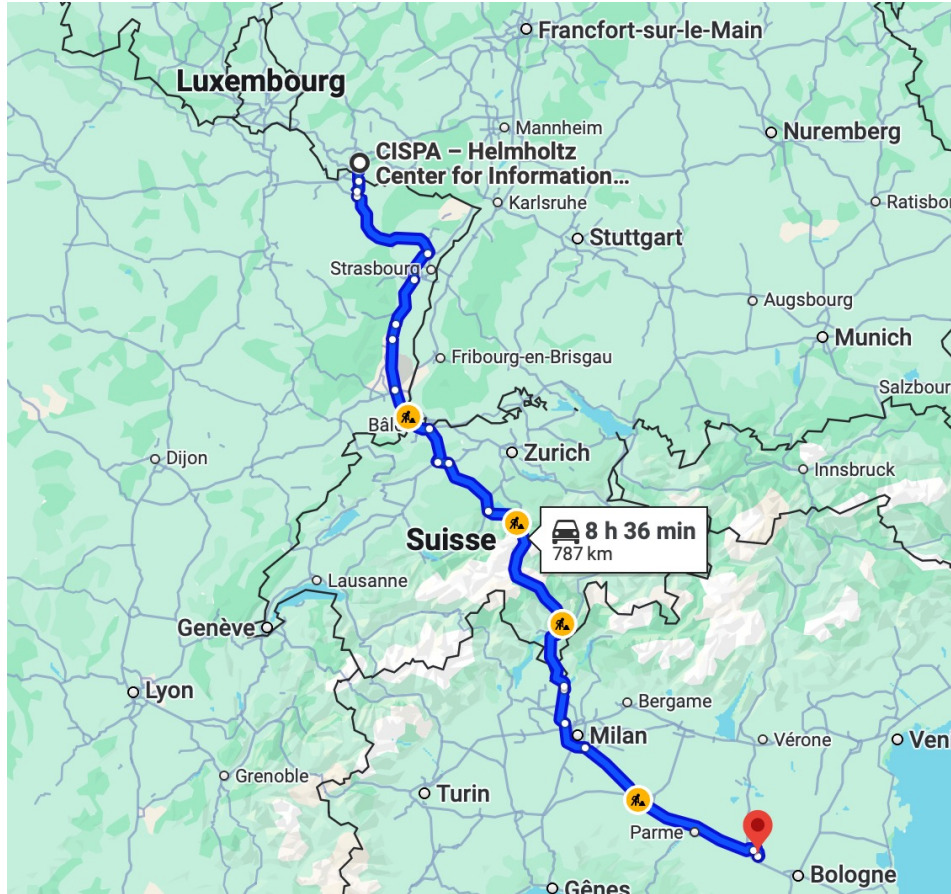 Francfort-sur-le-Main
Luxembourg
Mannheim
Nuremberg
CISPA – Helmholtz
Center for Information...
Karlsruhe
Ratisbo
Stuttgart
Strasbourg
Augsbourg
Munich
Fribourg-en-Brisgau
Salzbour
Bâle
Zurich
Dijon
Innsbruck
8 h 36 min
787 km
Suisse
Lausanne
Genève
Lyon
Bergame
Milan
Vérone
Ven
Grenoble
Turin
Parme
Bologne
Gênes